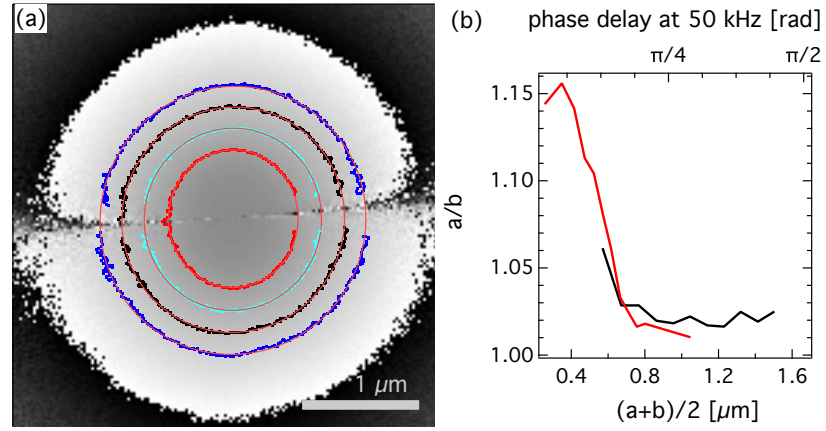 (a)
1 µm
(b)
phase delay at 50 kHz [rad]
π/4
π/2
a/b
1.15
1.10
1.05
1.00
0.4
0.8
1.2
1.6
(a+b)/2 [µm]